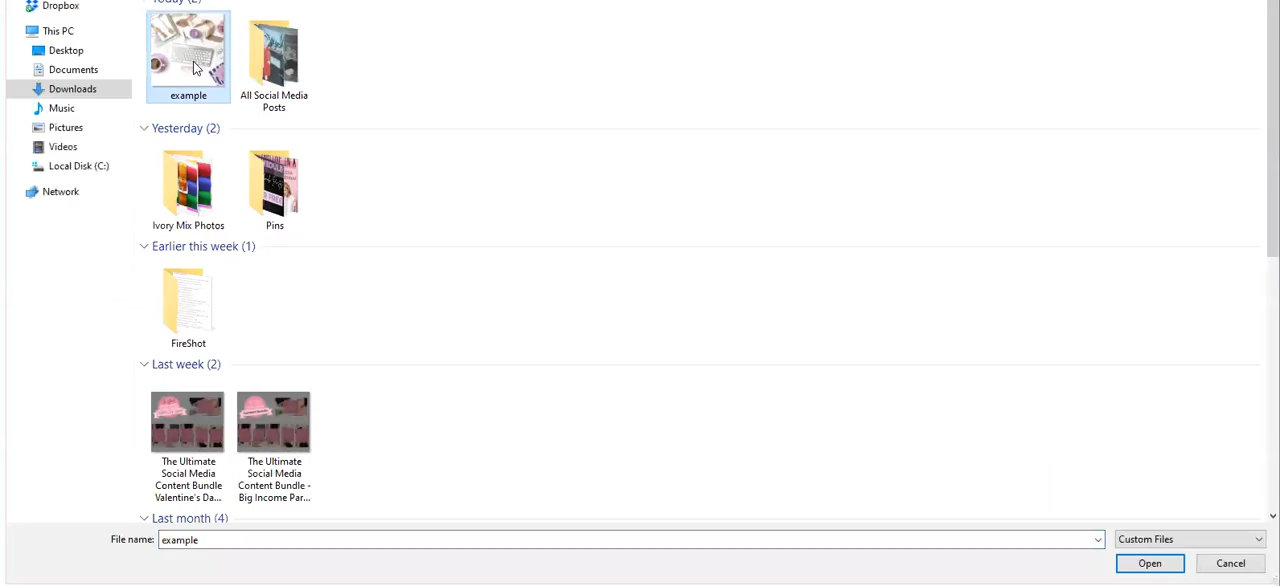 Dropbox
This PC
Desktop
Documents
Downloads
Music
Pictures
Videos
Local Disk (C:)
Network
Today (2)
example
All Social Media
Posts
Yesterday (2)
Ivory Mix Photos
Pins
Earlier this week (1)
FireShot
Last week (2)
The Ultimate
Social Media
Content Bundle
Valentine's Da...
The Ultimate
Social Media
Content Bundle -
Big Income Par...
Last month (4)
File name: example
Custom Files
Open
Cancel